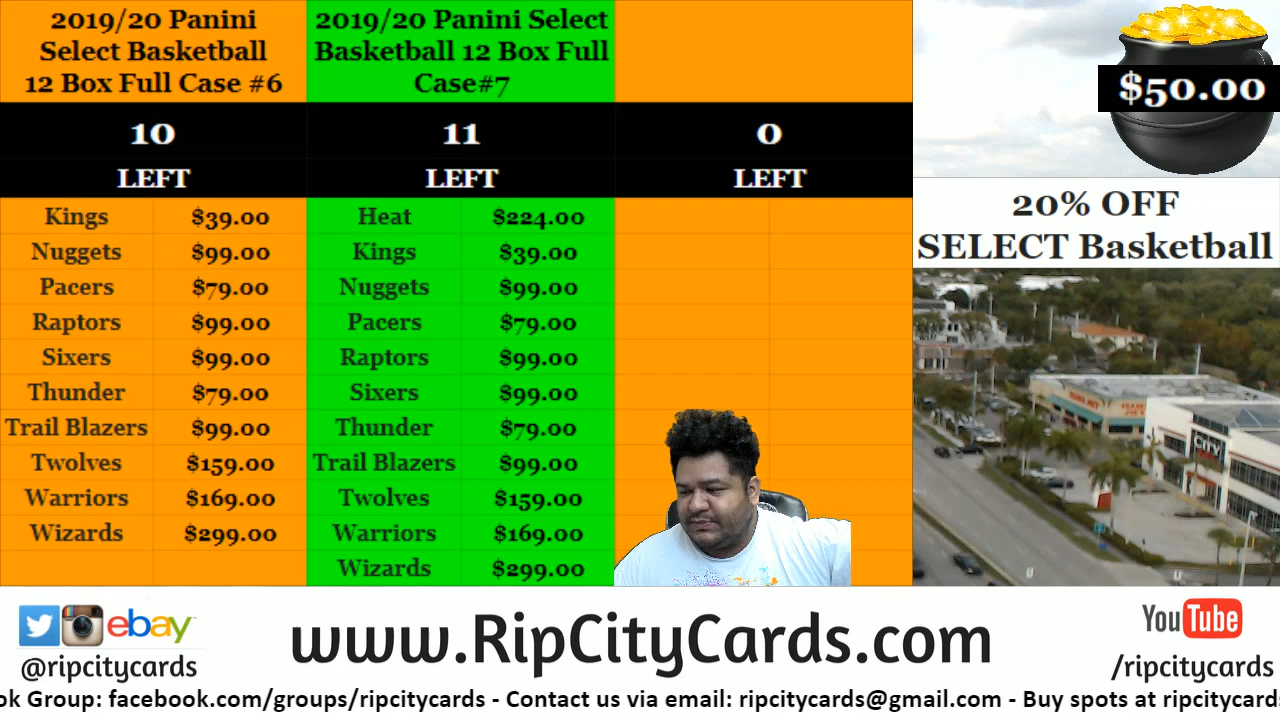 2019/20 Panini
Select Basketball
12 Box Full Case #6
2019/20 Panini Select
Basketball 12 Box Full
Case#7
$50.00
10
11
0
LEFT
LEFT
LEFT
20% OFF
SELECT Basketball
Kings $39.00
Nuggets $99.00
Pacers $79.00
Raptors $99.00
Sixers $99.00
Thunder $79.00
Trail Blazers $99.00
Twolves $159.00
Warriors $169.00
Wizards $299.00
Heat $224.00
Kings $39.00
Nuggets $99.00
Pacers $79.00
Raptors $99.00
Sixers $99.00
Thunder $79.00
Trail Blazers $99.00
Twolves $159.00
Warriors $169.00
Wizards $299.00
ebay
@ripcitycards
www.RipCityCards.com
YouTube
/ripcitycards
ok Group: facebook.com/groups/ripcitycards - Contact us via email: ripcitycards@gmail.com - Buy spots at ripcitycards